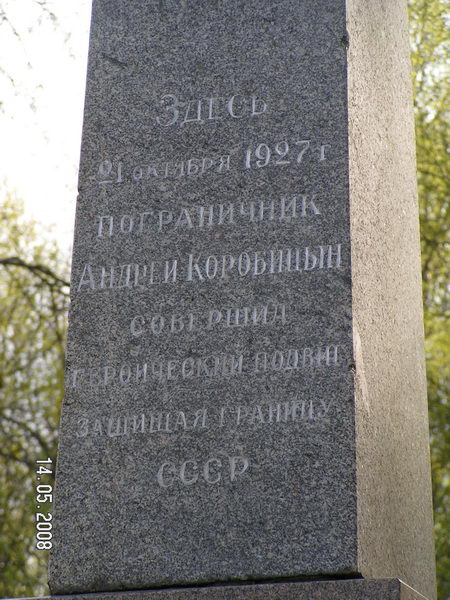 Здесь
21 октября 1927 г
пограничник
Андрей Коробицын
совершил
героический подвиг
защищая границу
СССР
14.05.2008